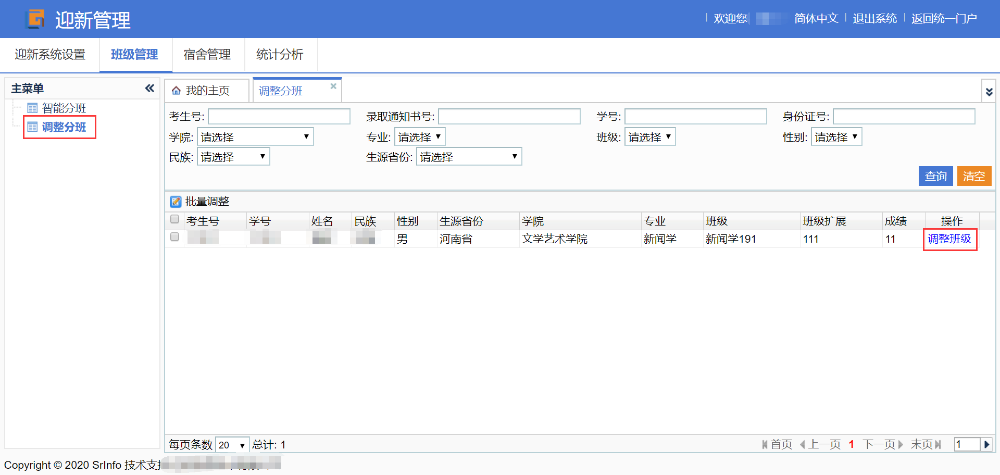 迎新管理
欢迎您 简体中文 退出系统 返回统一门户
迎新系统设置 班级管理 宿舍管理 统计分析
主菜单
智能分班
调整分班
我的主页 调整分班
考生号: 录取通知书号: 学号: 身份证号:
学院: 请选择 专业: 请选择 班级: 请选择 性别: 请选择
民族: 请选择 生源省份: 请选择
查询 清空
批量调整
考生号 学号 姓名 民族 性别 生源省份 学院 专业 班级 班级扩展 成绩 操作
男 河南省 文学艺术学院 新闻学 新闻学191 111 11 调整班级
每页条数 20 总计: 1 首页 上一页 1 下一页 末页 1
Copyright © 2020 SrInfo 技术支